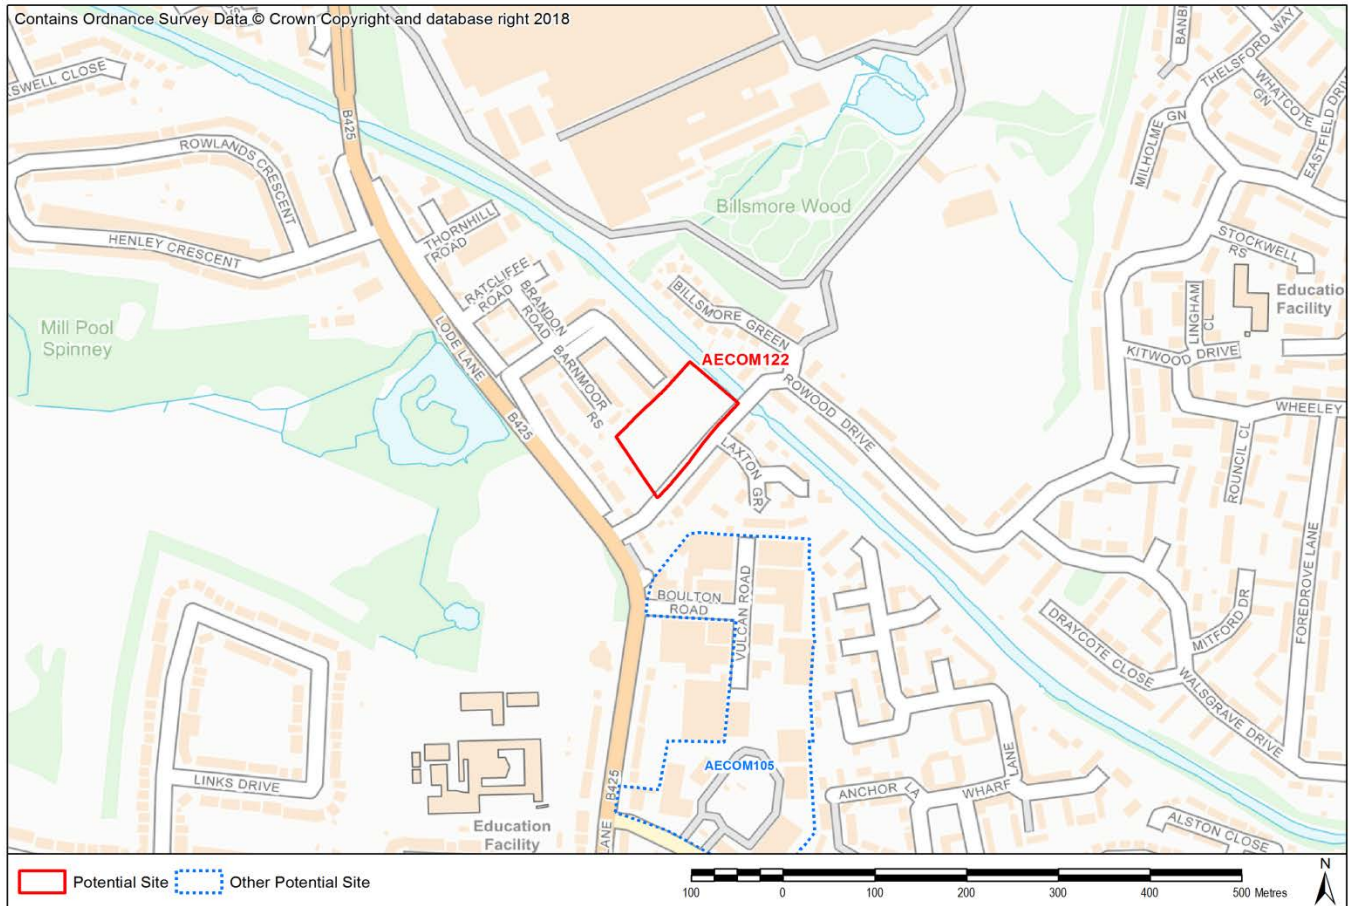 Contains Ordnance Survey Data © Crown Copyright and database right 2018
SWELL CLOSE
B425
ROWLANDS CRESCENT
HENLEY CRESCENT
THORNHILL
ROAD
RATCLIFFE
ROAD
BRANDON
ROAD
BARNMOOR
RS
Mill Pool
Spinney
LODE LANE
B425
Billsmore Wood
BILLSMORE GREEN
AECOM122
ROWOOD DRIVE
LAXTON GR
BANB
THELSFORD WAY
WHATCOTE
GN
EASTFIELD DRI
MILHOLME GN
STOCKWELL
RS
Educatio
Facility
LINGHAM
CL
KITWOOD DRIVE
WHEELEY
ROUNCIL CL
FOREDROVE LANE
BOULTON
ROAD
VULCAN ROAD
DRAYCOTE CLOSE
MITFORD DR
WALSGRAVE DRIVE
LINKS DRIVE
Education
Facility
B425
LANE
AECOM105
ANCHOR LA
WHARF LANE
ALSTON CLOSE
Potential Site
Other Potential Site
100 0 100 200 300 400 500 Metres
N